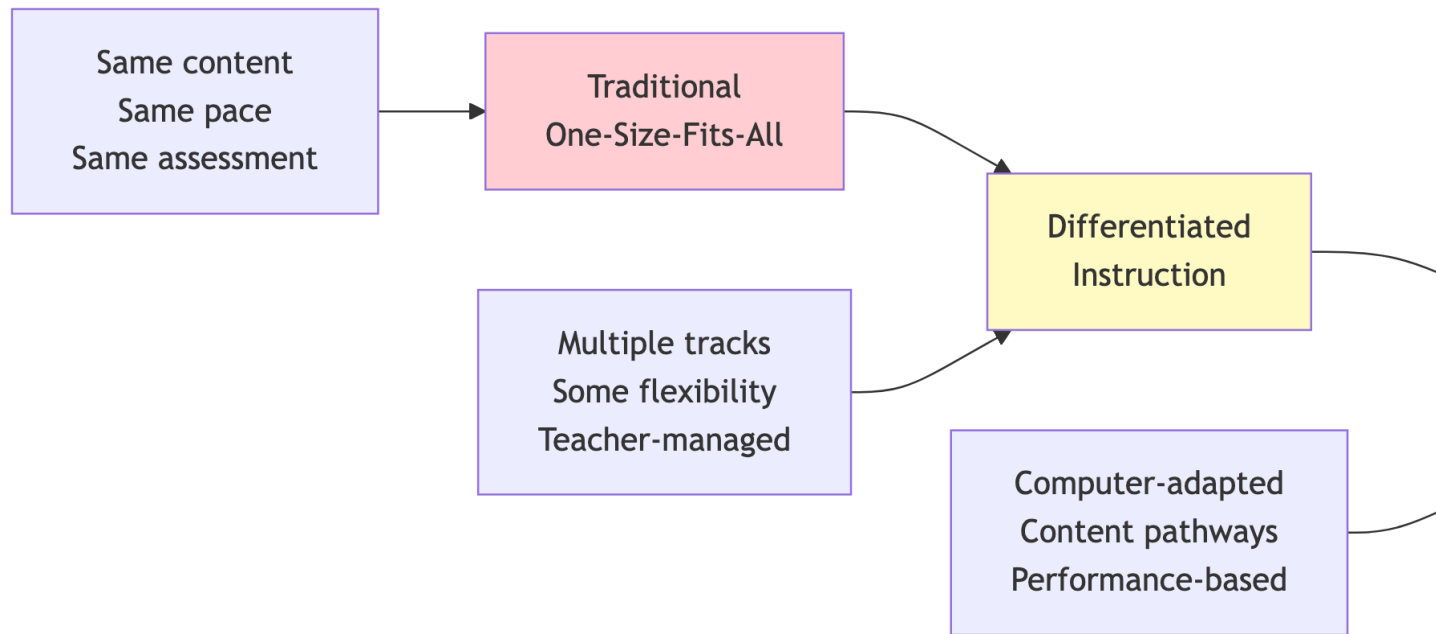 Same content
Same pace
Same assessment
Traditional
One-Size-Fits-All
Differentiated
Instruction
Multiple tracks
Some flexibility
Teacher-managed
Computer-adapted
Content pathways
Performance-based